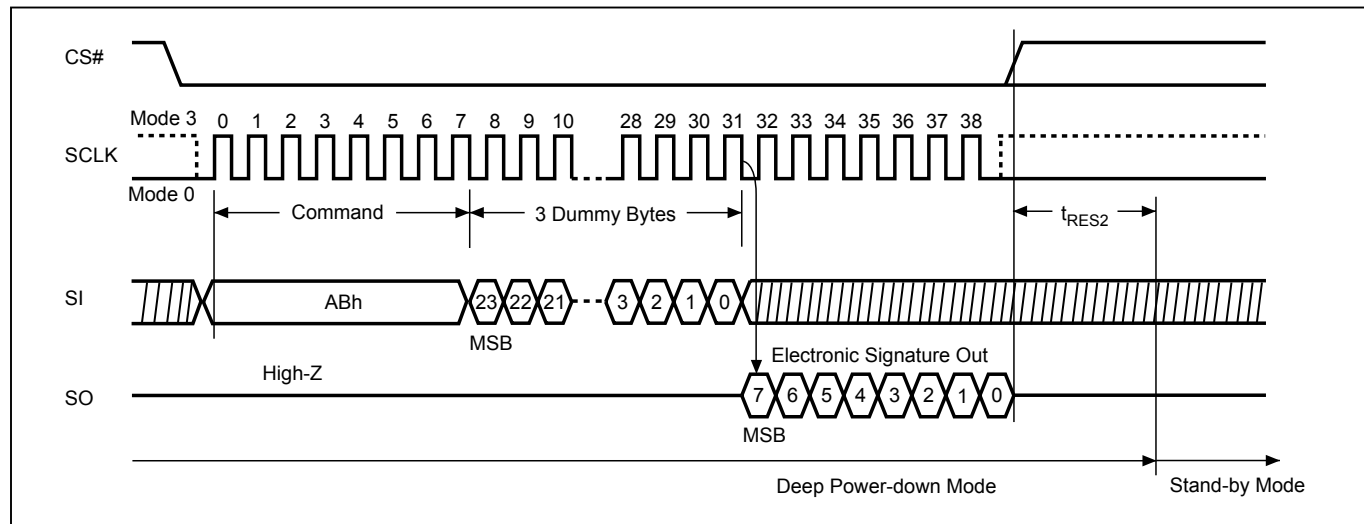 CS#
Mode 3
0 1 2 3 4 5 6 7 8 9 10 28 29 30 31 32 33 34 35 36 37 38
SCLK
Mode 0
Command
3 Dummy Bytes
tRES2
SI
ABh
23 22 21 3 2 1 0
MSB
Electronic Signature Out
High-Z
SO
7 6 5 4 3 2 1 0
MSB
Deep Power-down Mode
Stand-by Mode